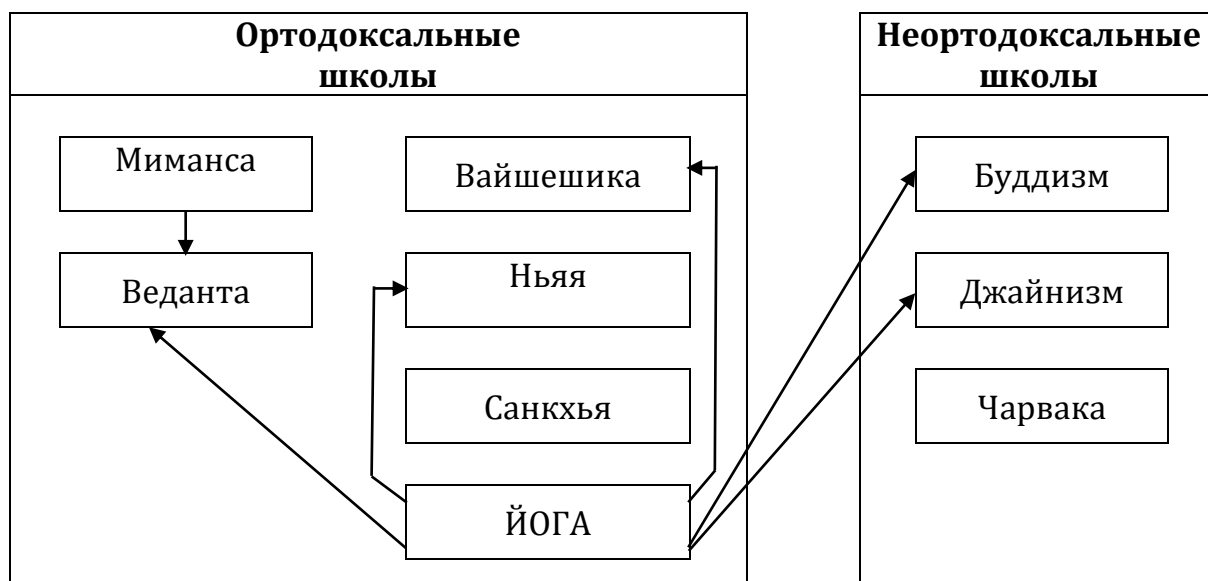 Ортодоксальные
школы
Миманса
Веданта
Вайшешика
Ньяя
Санкхья
ЙОГА
Неортодоксальные
школы
Буддизм
Джайнизм
Чарвака